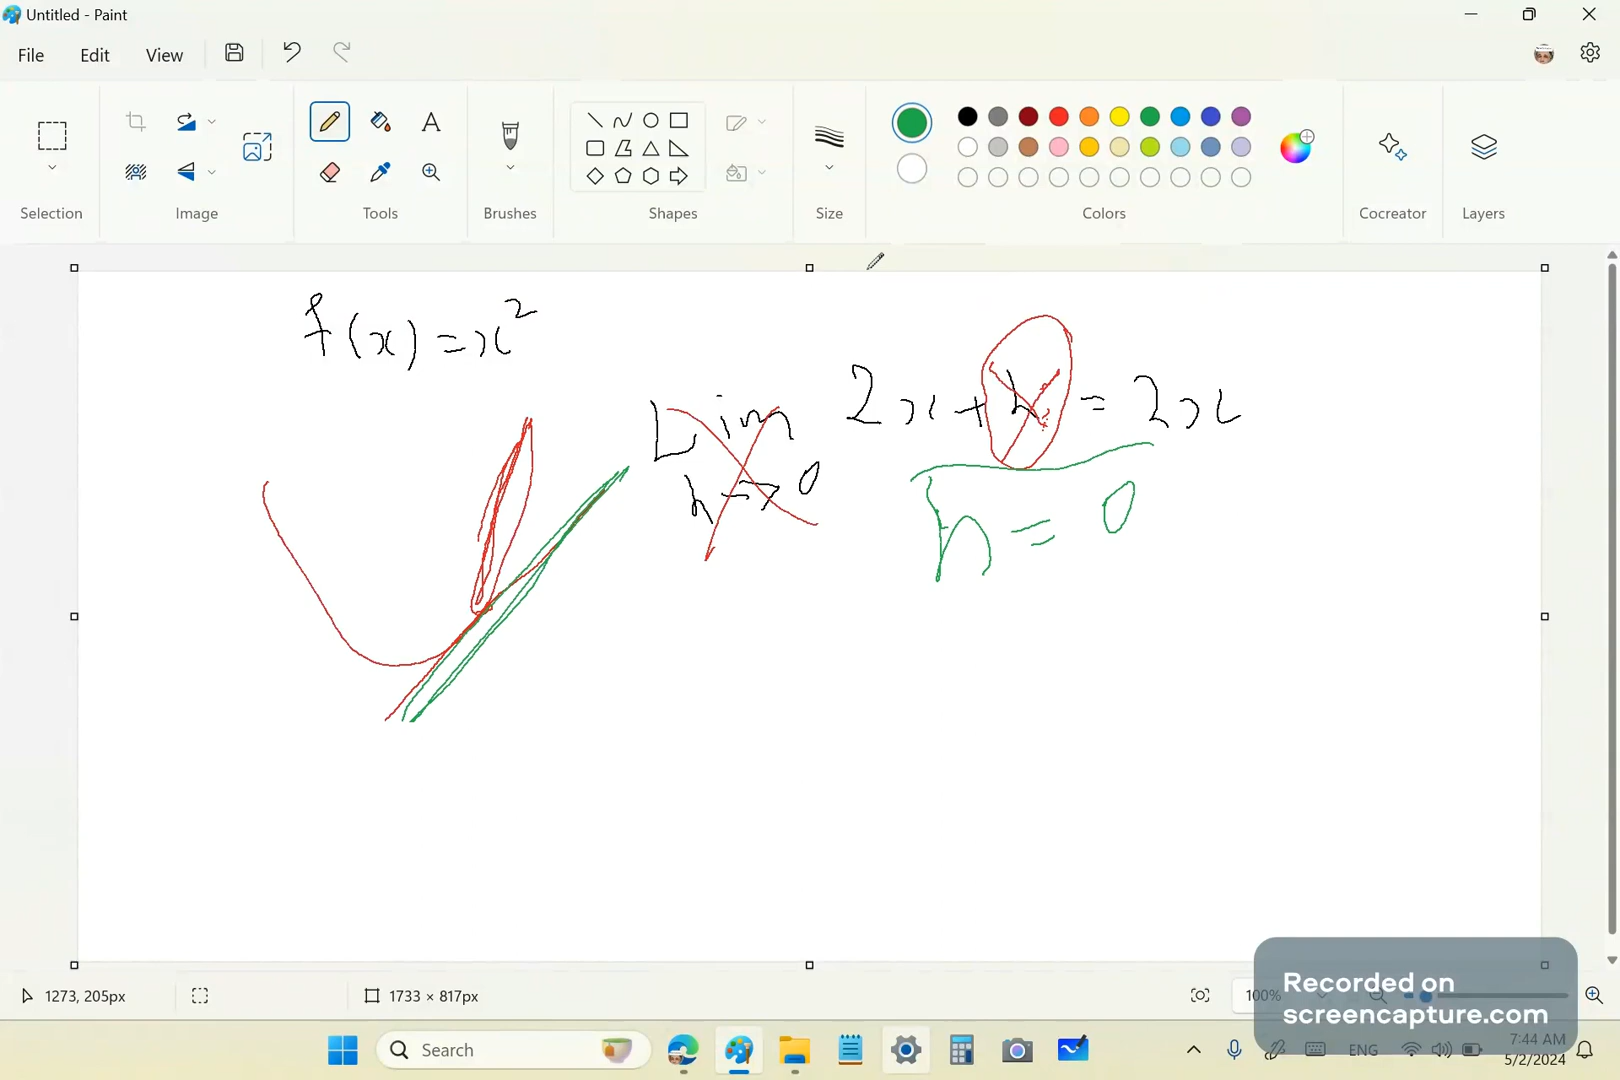 Untitled - Paint
File Edit View
Selection Image Tools Brushes Shapes Size Colors Cocreator Layers
f(x) = x²
Lim 2x + h = 2x
h → 0
h = 0
1273, 205px 1733 × 817px 100%
Recorded on
screencapture.com
Search ENG 7:44 AM
5/2/2024